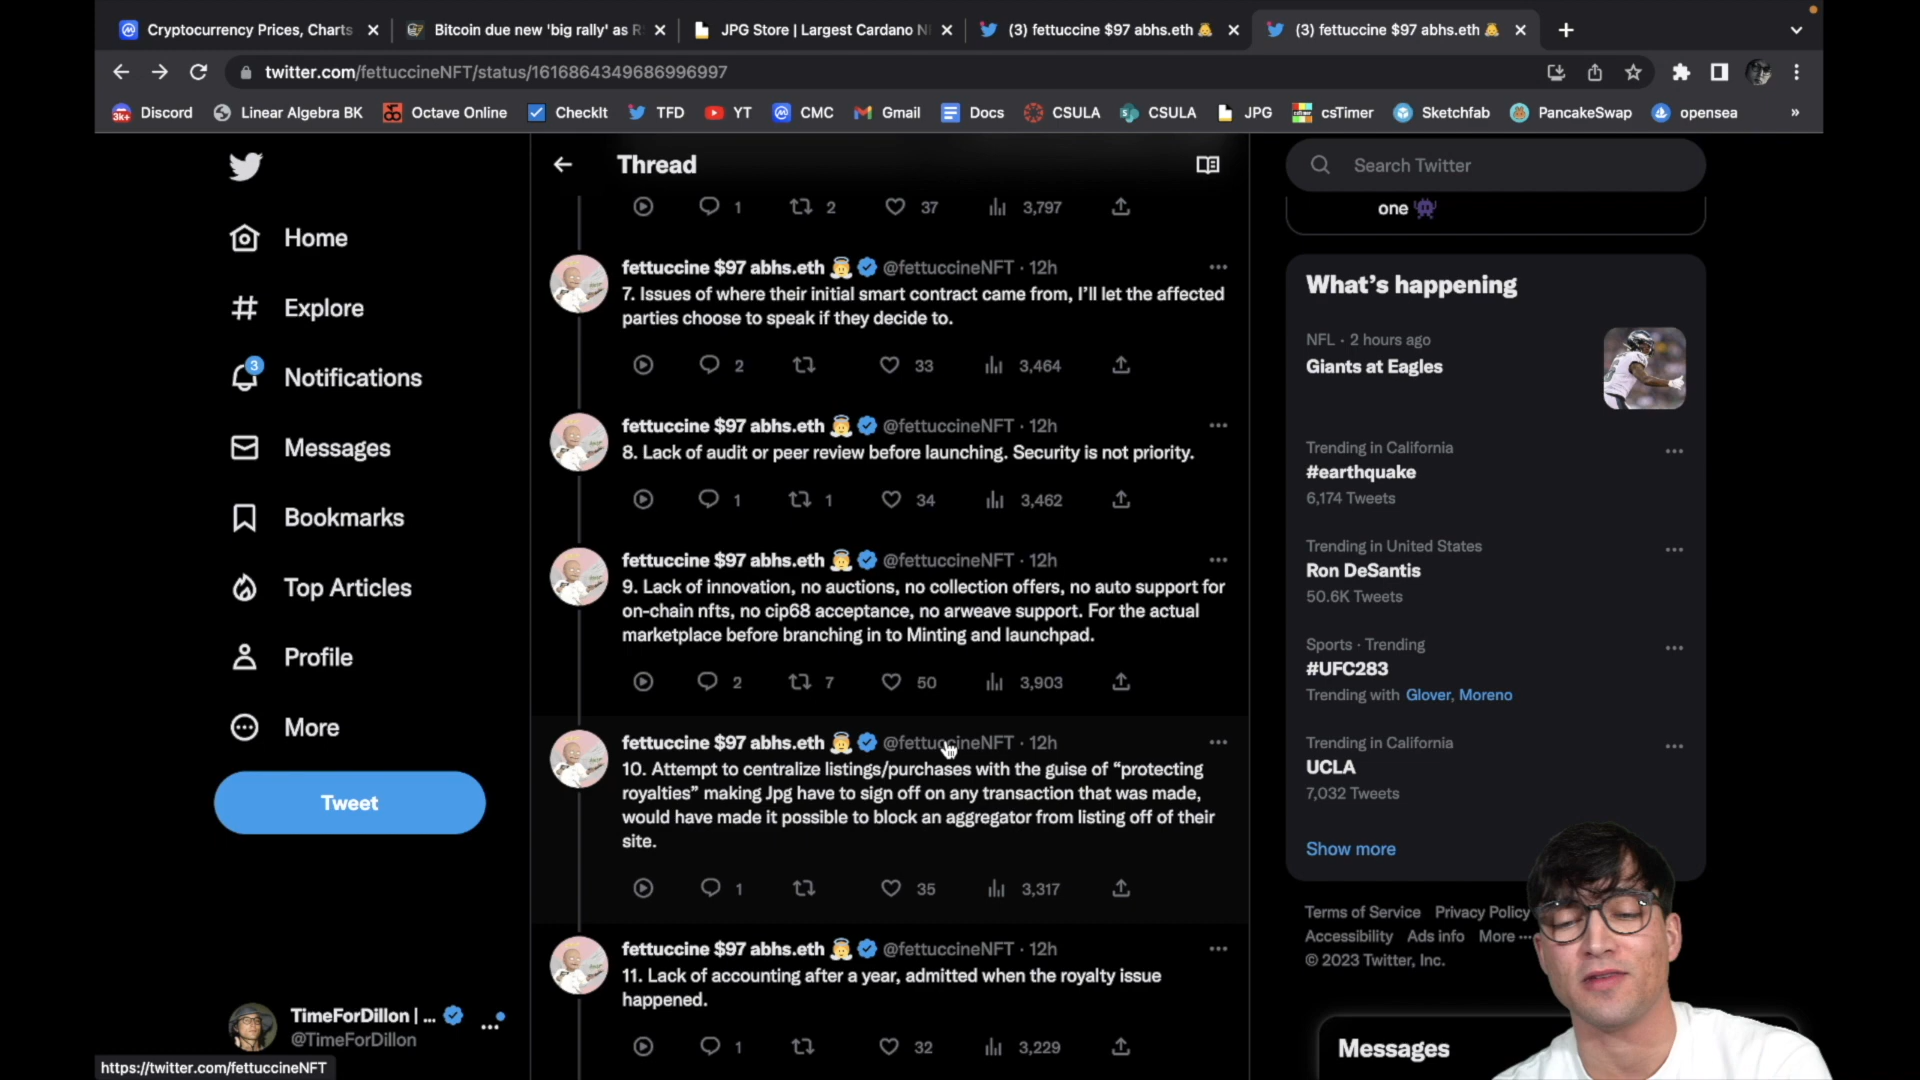 Cryptocurrency Prices, Charts
Bitcoin due new 'big rally' as R
JPG Store | Largest Cardano N
(3) fettuccine $97 abhs.eth
(3) fettuccine $97 abhs.eth
twitter.com/fettuccineNFT/status/1616864349686996997
3k+ Discord
Linear Algebra BK
Octave Online
CheckIt
TFD
YT
CMC
Gmail
Docs
CSULA
CSULA
JPG
csTimer
Sketchfab
PancakeSwap
opensea
»
Home
Explore
3
Notifications
Messages
Bookmarks
Top Articles
Profile
More
Tweet
TimeForDillon | ...
@TimeForDillon
https://twitter.com/fettuccineNFT
Thread
1 2 37 3,797
fettuccine $97 abhs.eth @fettuccineNFT · 12h
7. Issues of where their initial smart contract came from, I'll let the affected
parties choose to speak if they decide to.
2 33 3,464
fettuccine $97 abhs.eth @fettuccineNFT · 12h
8. Lack of audit or peer review before launching. Security is not priority.
1 1 34 3,462
fettuccine $97 abhs.eth @fettuccineNFT · 12h
9. Lack of innovation, no auctions, no collection offers, no auto support for
on-chain nfts, no cip68 acceptance, no arweave support. For the actual
marketplace before branching in to Minting and launchpad.
2 7 50 3,903
fettuccine $97 abhs.eth @fettuccineNFT · 12h
10. Attempt to centralize listings/purchases with the guise of “protecting
royalties” making Jpg have to sign off on any transaction that was made,
would have made it possible to block an aggregator from listing off of their
site.
1 35 3,317
fettuccine $97 abhs.eth @fettuccineNFT · 12h
11. Lack of accounting after a year, admitted when the royalty issue
happened.
1 32 3,229
Search Twitter
one
What's happening
NFL · 2 hours ago
Giants at Eagles
Trending in California
#earthquake
6,174 Tweets
Trending in United States
Ron DeSantis
50.6K Tweets
Sports · Trending
#UFC283
Trending with Glover, Moreno
Trending in California
UCLA
7,032 Tweets
Show more
Terms of Service Privacy Policy
Accessibility Ads info More ···
© 2023 Twitter, Inc.
Messages